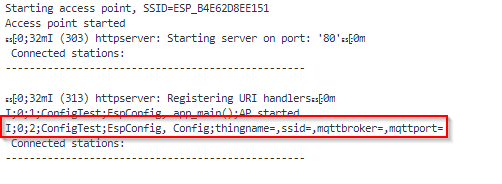 Starting access point, SSID=ESP_B4E62D8EE151
Access point started
[0;32mI (303) httpserver: Starting server on port: '80'[0m
Connected stations:
--------------------------------------------------
[0;32mI (313) httpserver: Registering URI handlers[0m
I;0;1;ConfigTest;EspConfig, app_main();AP started
I;0;2;ConfigTest;EspConfig, Config;thingname=,ssid=,mqttbroker=,mqttport=
Connected stations:
--------------------------------------------------